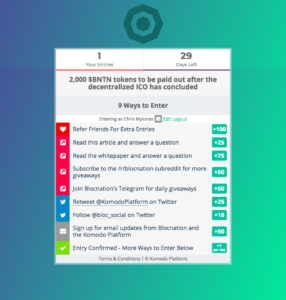 1
Your Entries
29
Days Left
2,000 $BNTN tokens to be paid out after the
decentralized ICO has concluded
9 Ways to Enter
Entering as Chris Mylonas Edit Logout
Refer Friends For Extra Entries +100
Read this article and answer a question +25
Read the whitepaper and answer a question +75
Subscribe to the /r/blocnation subreddit for more
giveaways +50
Join Blocnation's Telegram for daily giveaways +50
Retweet @KomodoPlatform on Twitter +25
Follow @bloc_social on Twitter +10
Sign up for email updates from Blocnation and
the Komodo Platform +50
Entry Confirmed - More Ways to Enter Below +1
Terms & Conditions | © Komodo Platform